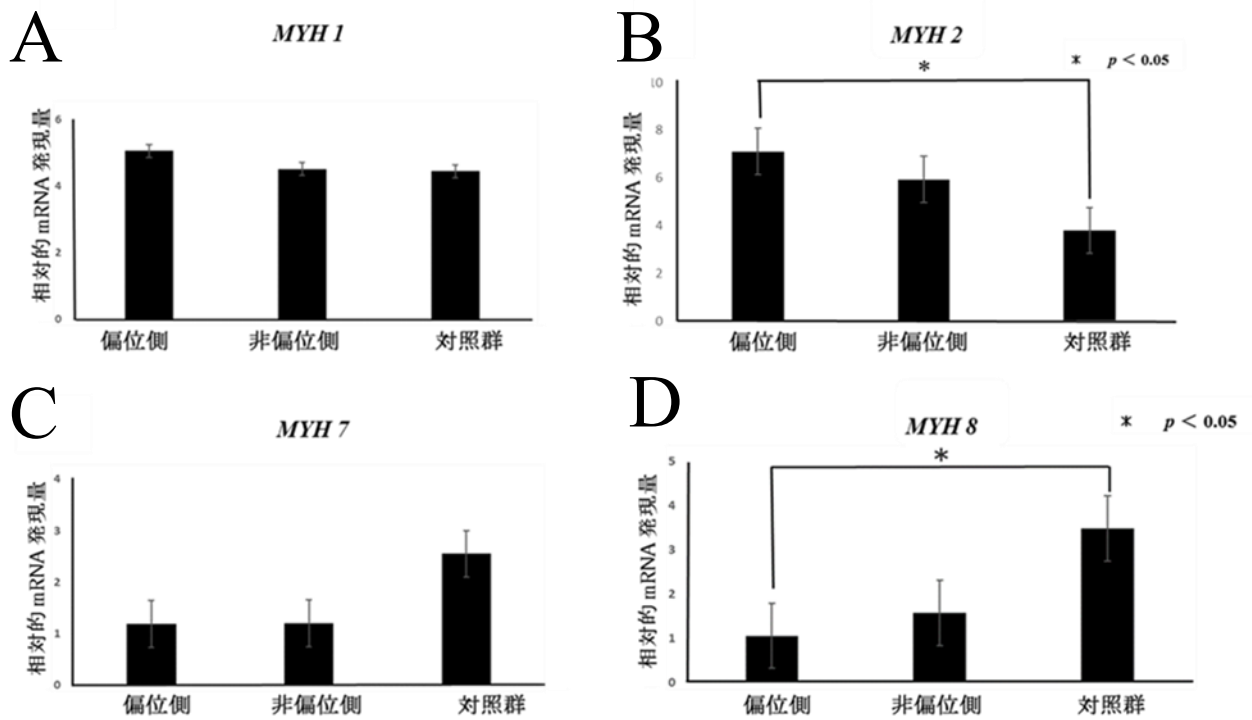 A
MYH 1
相対的 mRNA 発現量
6
4
2
0
偏位側 非偏位側 対照群
B
MYH 2
* p < 0.05
*
相対的 mRNA 発現量
10
8
6
4
2
0
偏位側 非偏位側 対照群
C
MYH 7
相対的 mRNA 発現量
4
3
2
1
0
偏位側 非偏位側 対照群
D
MYH 8
* p < 0.05
*
相対的 mRNA 発現量
5
4
3
2
1
0
偏位側 非偏位側 対照群